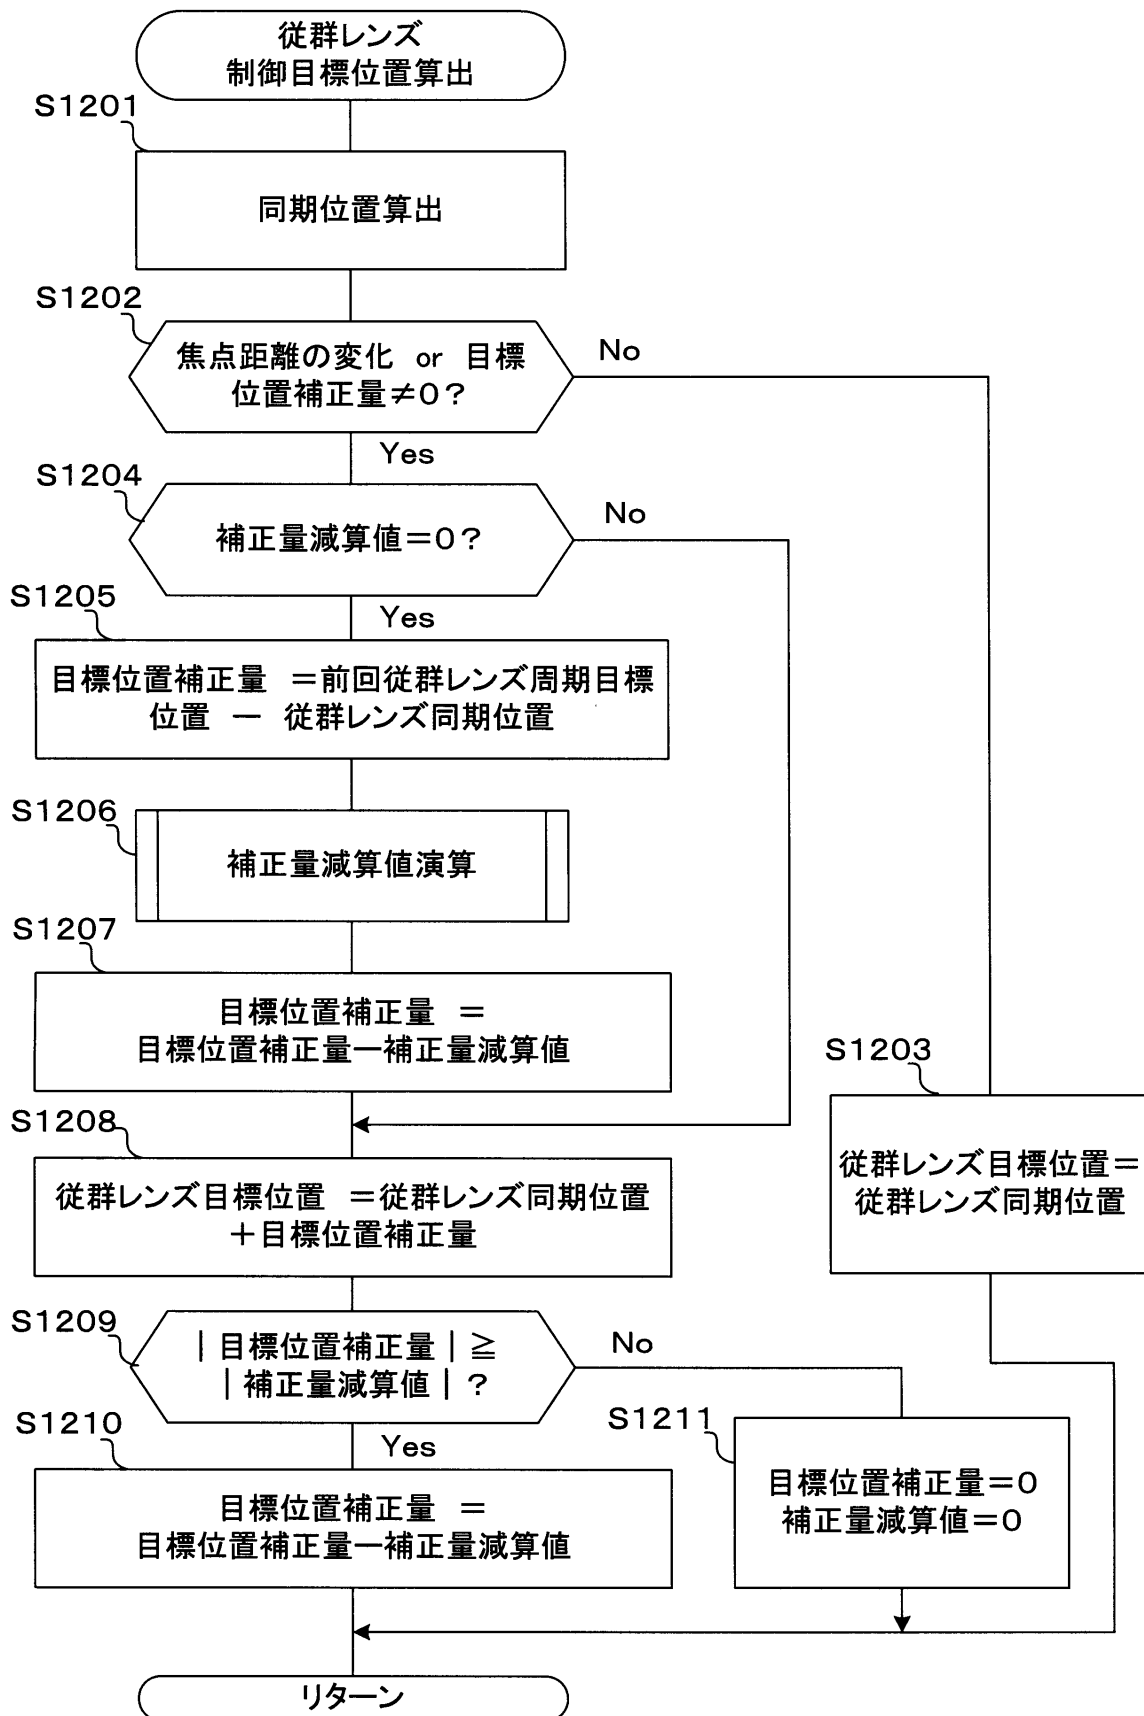 従群レンズ
制御目標位置算出
S1201
同期位置算出
S1202
焦点距離の変化 or 目標
位置補正量≠0?
No
Yes
S1204
補正量減算値=0?
No
Yes
S1205
目標位置補正量 =前回従群レンズ周期目標
位置 ー 従群レンズ同期位置
S1206
補正量減算値演算
S1207
目標位置補正量 =
目標位置補正量ー補正量減算値
S1203
従群レンズ目標位置=
従群レンズ同期位置
S1208
従群レンズ目標位置 =従群レンズ同期位置
+目標位置補正量
S1209
|目標位置補正量|≧
|補正量減算値|?
No
Yes
S1210
目標位置補正量 =
目標位置補正量ー補正量減算値
S1211
目標位置補正量=0
補正量減算値=0
リターン